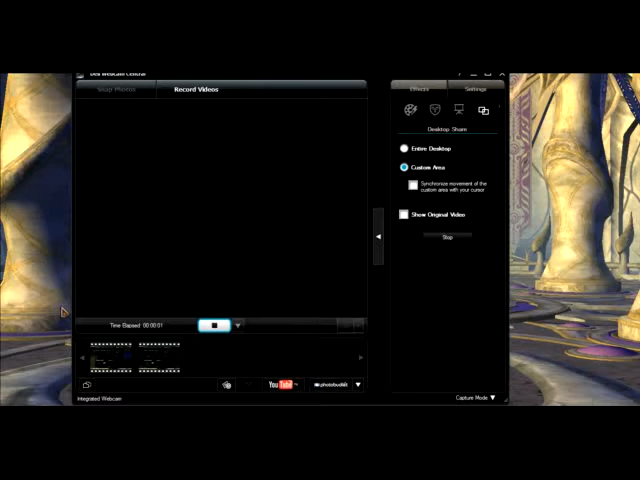 Dell Webcam Central
Snap Photos
Record Videos
Effects
Settings
Desktop Share
Entire Desktop
Custom Area
Synchronize movement of the
custom area with your cursor
Show Original Video
Stop
Time Elapsed: 00:00:01
YouTube
photobucket
Integrated Webcam
Capture Mode